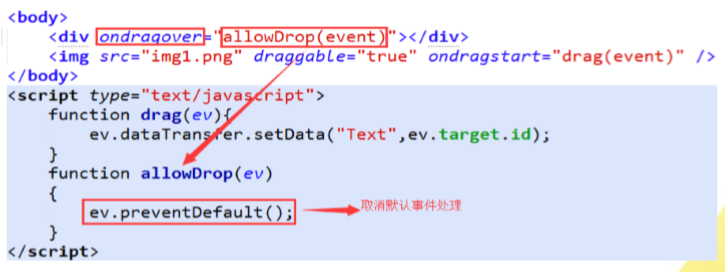 <body>
<div ondragover="allowDrop(event)"></div>
<img src="img1.png" draggable="true" ondragstart="drag(event)" />
</body>
<script type="text/javascript">
function drag(ev){
ev.dataTransfer.setData("Text",ev.target.id);
}
function allowDrop(ev)
{
ev.preventDefault(); 取消默认事件处理
}
</script>